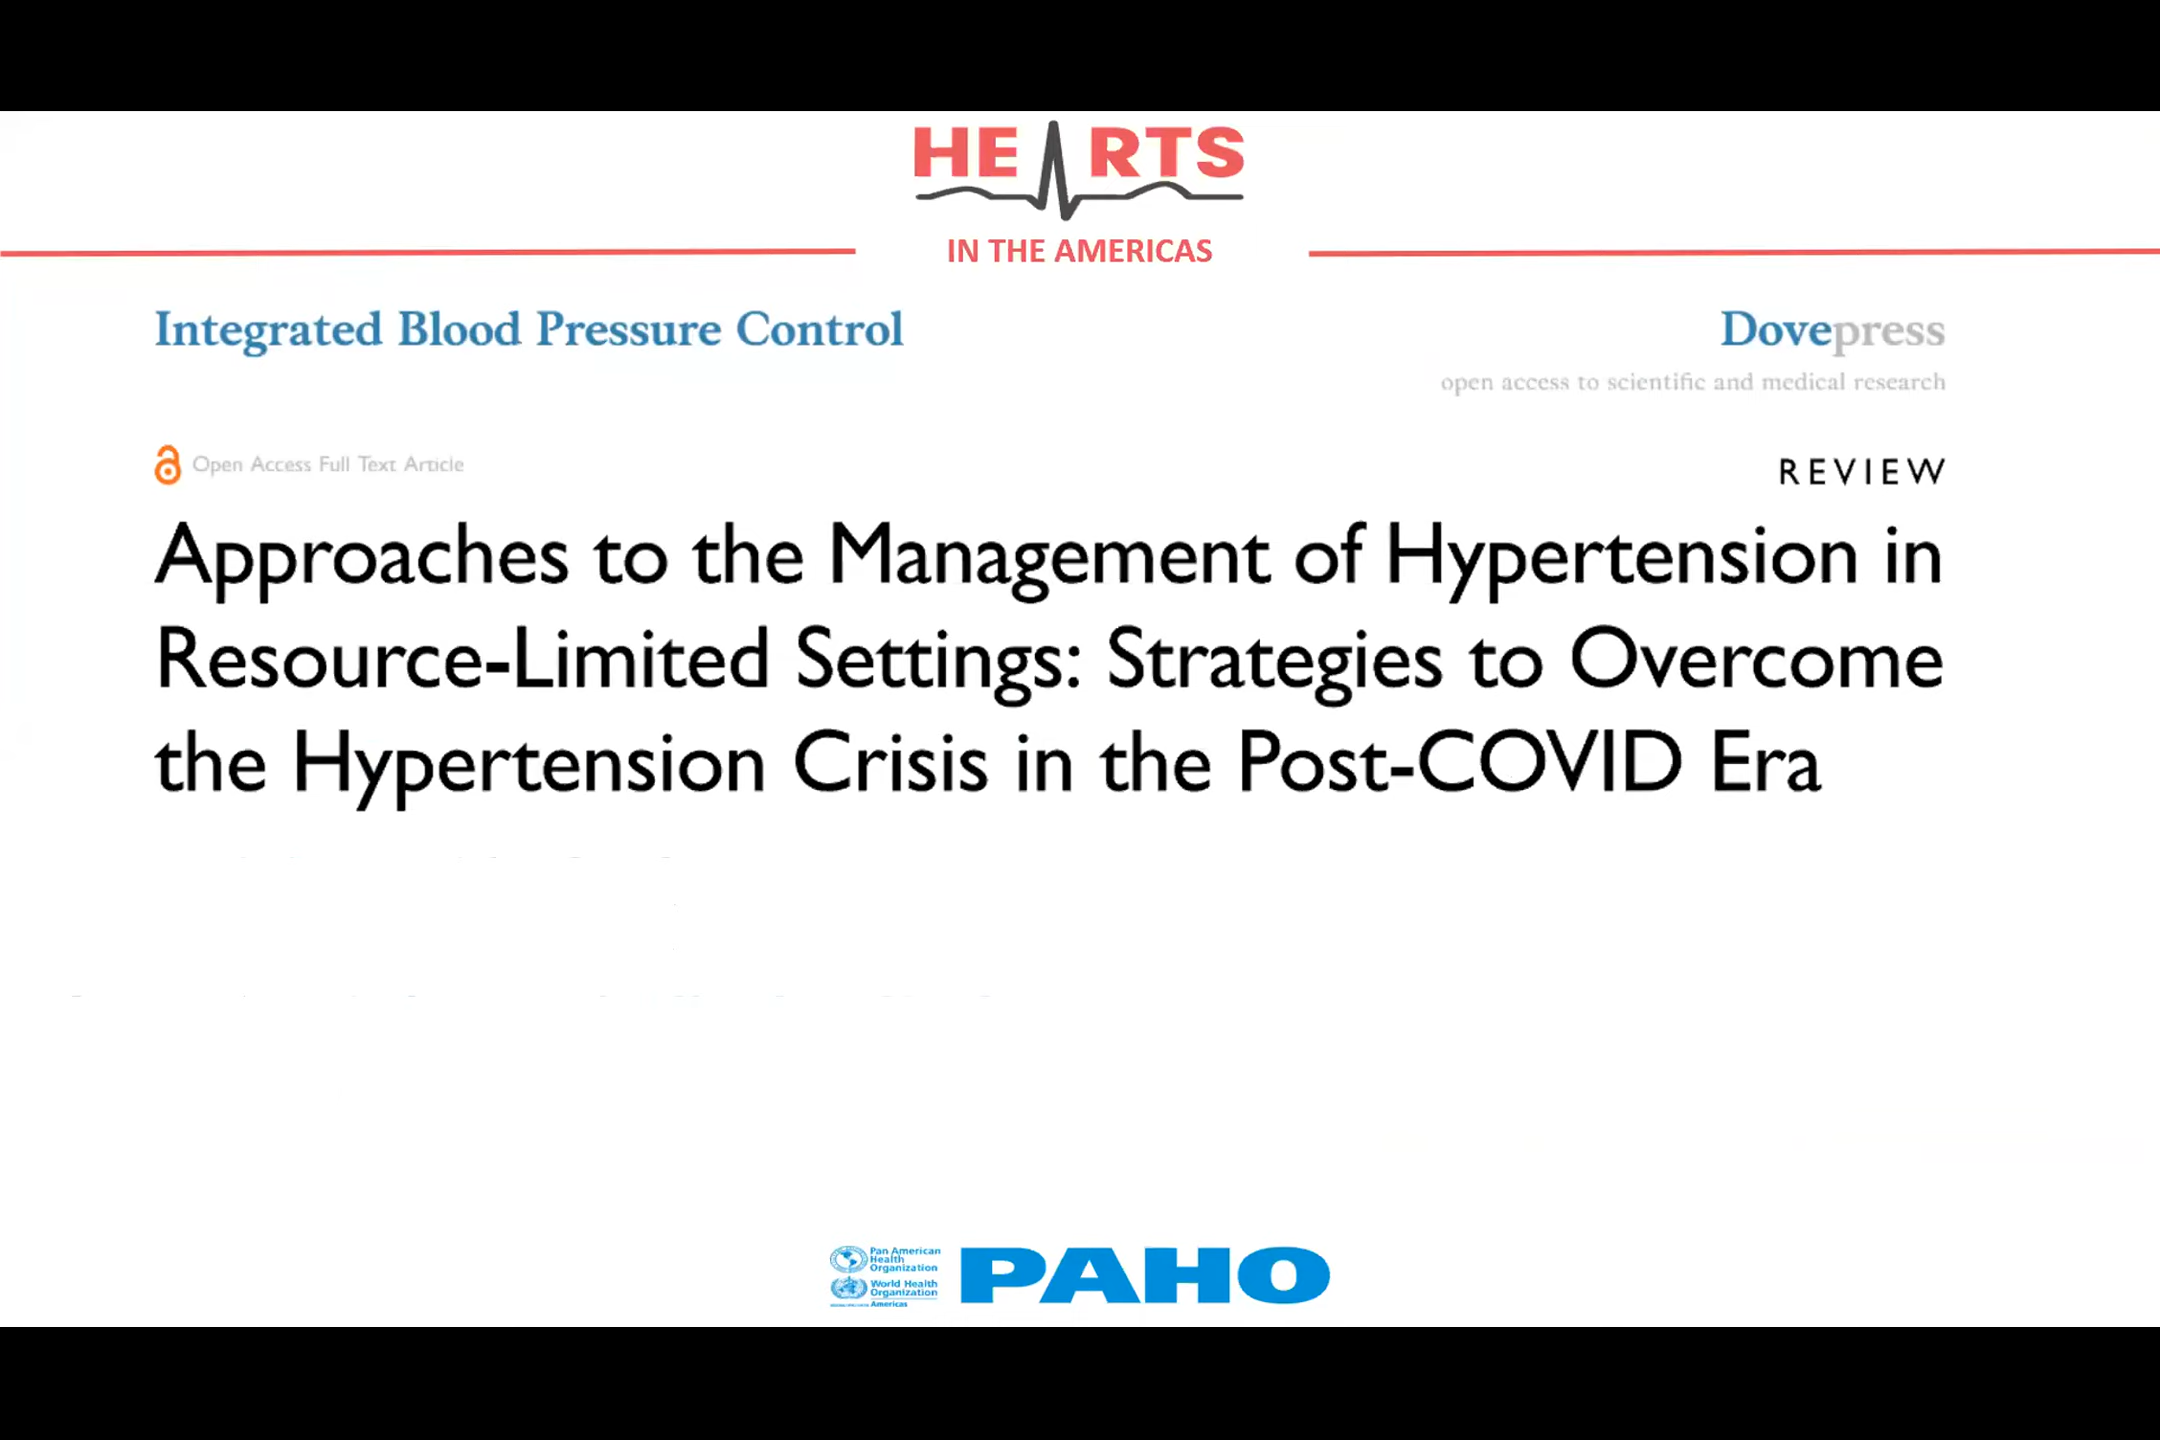 HEARTS
IN THE AMERICAS
Integrated Blood Pressure Control
Dovepress
open access to scientific and medical research
Open Access Full Text Article
REVIEW
Approaches to the Management of Hypertension in
Resource-Limited Settings: Strategies to Overcome
the Hypertension Crisis in the Post-COVID Era
Pan American
Health
Organization
World Health
Organization
Americas
PAHO